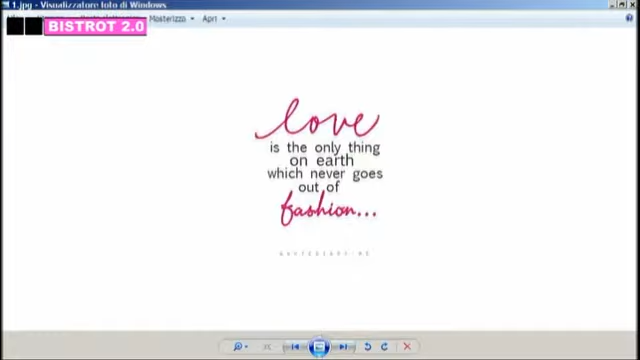 1.jpg - Visualizzatore foto di Windows
Masterizza Apri
BISTROT 2.0
love
is the only thing
on earth
which never goes
out of
fashion...